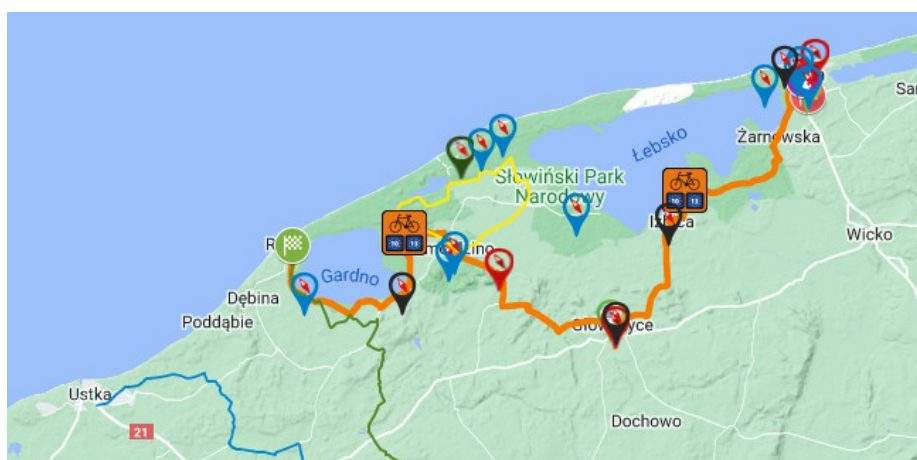 Łebsko
Żarnowska
Słowiński Park
Narodowy
10
13
10
13
Wicko
Gardno
Dębina
Poddąbie
Ustka
21
Dochowo